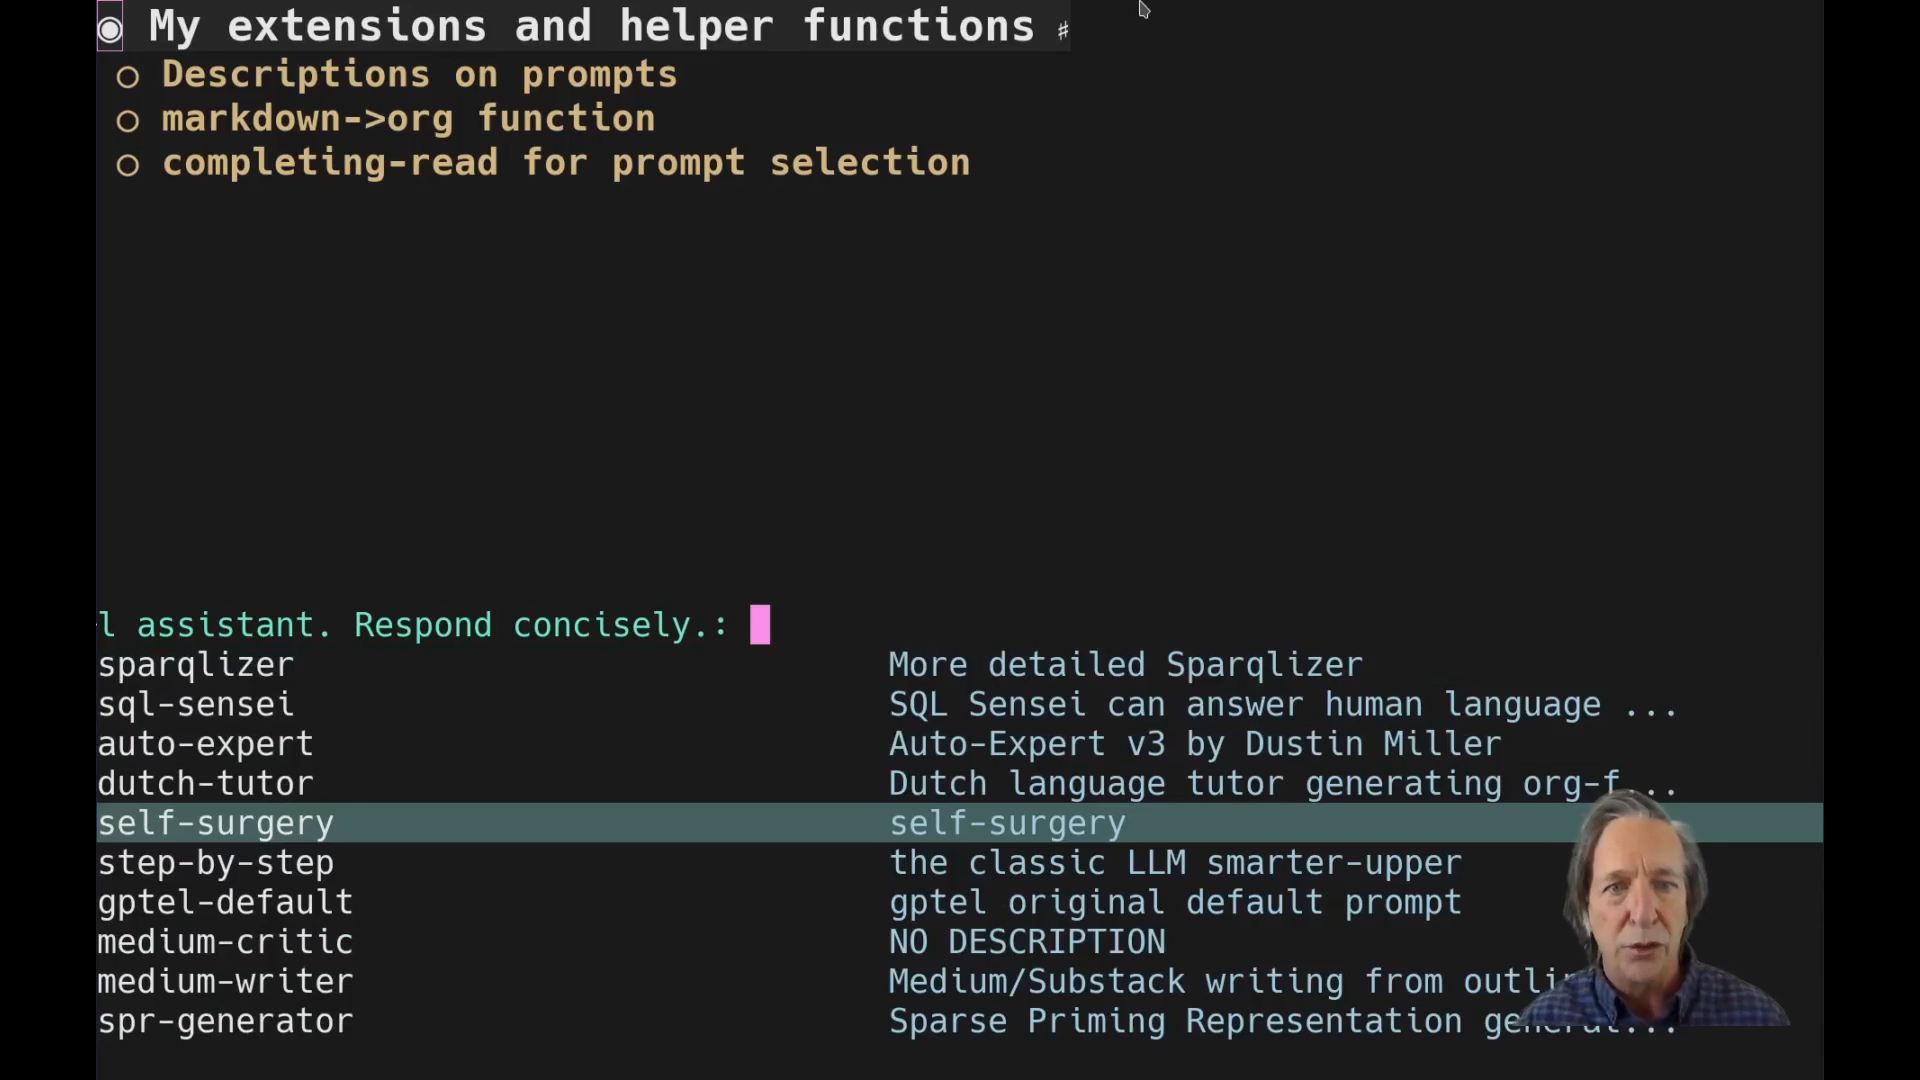 ◉ My extensions and helper functions #
○ Descriptions on prompts
○ markdown->org function
○ completing-read for prompt selection
l assistant. Respond concisely.:
sparqlizer More detailed Sparqlizer
sql-sensei SQL Sensei can answer human language ...
auto-expert Auto-Expert v3 by Dustin Miller
dutch-tutor Dutch language tutor generating org-f...
self-surgery self-surgery
step-by-step the classic LLM smarter-upper
gptel-default gptel original default prompt
medium-critic NO DESCRIPTION
medium-writer Medium/Substack writing from
spr-generator Sparse Priming Representation